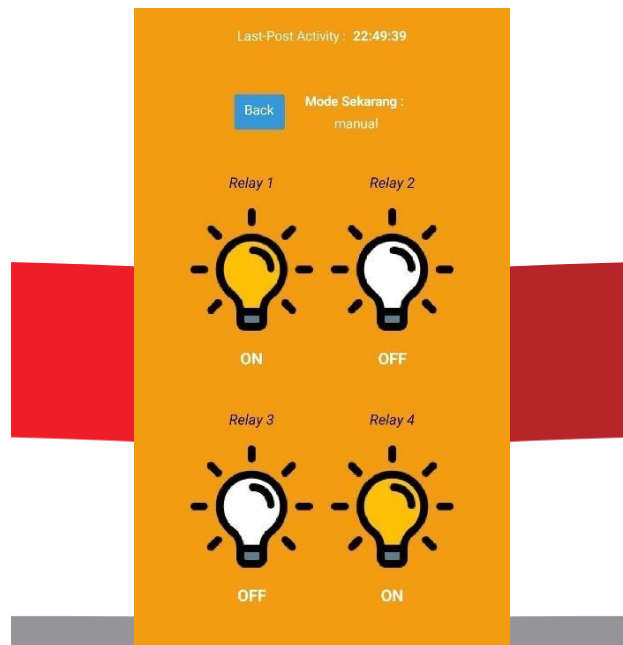 Last-Post Activity : 22:49:39
Back
Mode Sekarang :
manual
Relay 1 Relay 2
ON OFF
Relay 3 Relay 4
OFF ON